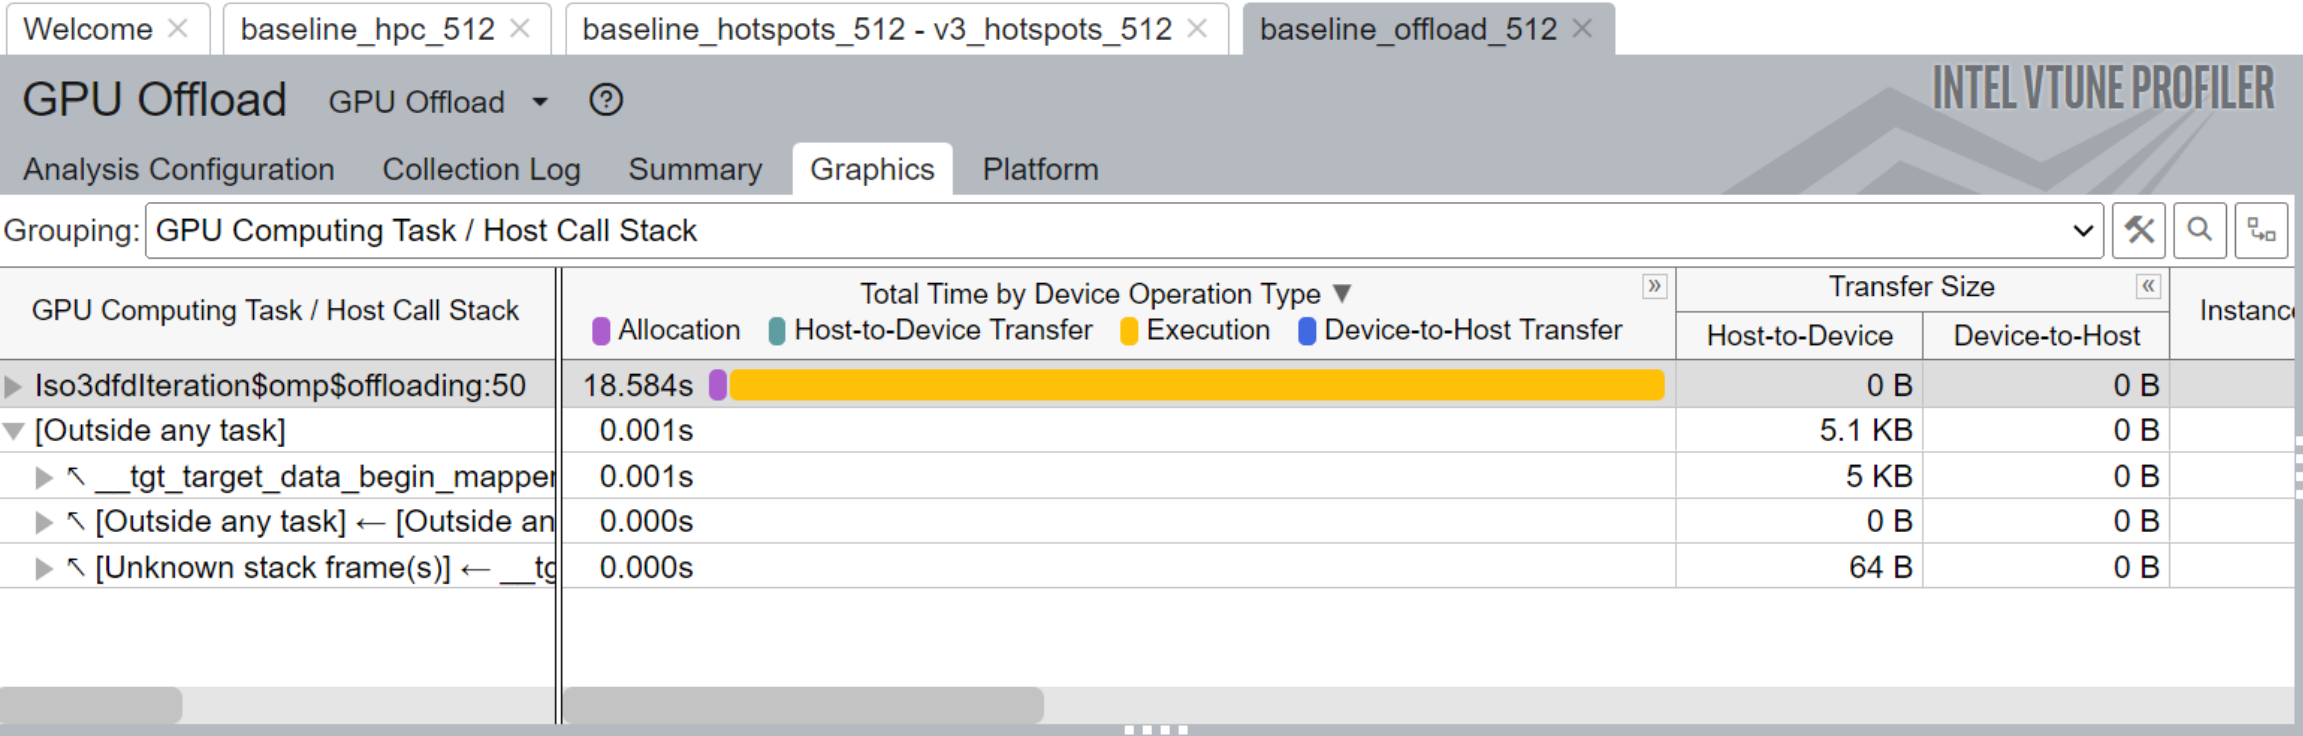 Welcome baseline_hpc_512 baseline_hotspots_512 - v3_hotspots_512 baseline_offload_512
GPU Offload GPU Offload INTEL VTUNE PROFILER
Analysis Configuration Collection Log Summary Graphics Platform
Grouping: GPU Computing Task / Host Call Stack
GPU Computing Task / Host Call Stack Total Time by Device Operation Type ▼ Transfer Size Instance
Allocation Host-to-Device Transfer Execution Device-to-Host Transfer Host-to-Device Device-to-Host
Iso3dfdIteration$omp$offloading:50 18.584s 0 B 0 B
[Outside any task] 0.001s 5.1 KB 0 B
↖ __tgt_target_data_begin_mapper 0.001s 5 KB 0 B
↖ [Outside any task] ← [Outside an 0.000s 0 B 0 B
↖ [Unknown stack frame(s)] ← __tg 0.000s 64 B 0 B